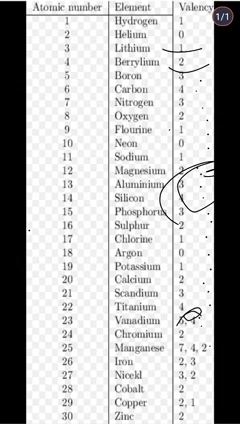 Atomic number Element Valency
1/1
1 Hydrogen 1
2 Helium 0
3 Lithium 1
4 Berrylium 2
5 Boron 3
6 Carbon 4
7 Nitrogen 3
8 Oxygen 2
9 Flourine 1
10 Neon 0
11 Sodium 1
12 Magnesium
13 Aluminium 3
14 Silicon
15 Phosphorus 3
16 Sulphur 2
17 Chlorine 1
18 Argon 0
19 Potassium 1
20 Calcium 2
21 Scandium 3
22 Titanium 4
23 Vanadium
24 Chromium 2
25 Manganese 7, 4, 2
26 Iron 2, 3
27 Nicekl 3, 2
28 Cobalt 2
29 Copper 2, 1
30 Zinc 2